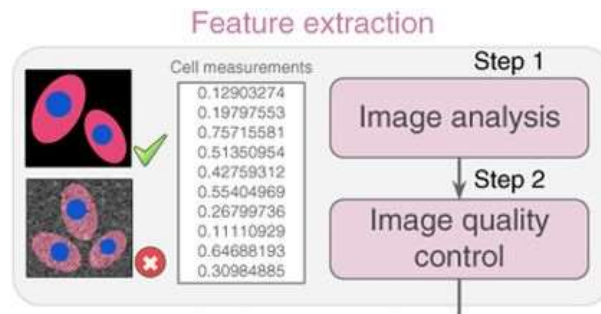 Feature extraction
Cell measurements
0.12903274
0.19797553
0.75715581
0.51350954
0.42759312
0.55404969
0.26799736
0.11110929
0.64688193
0.30984885
Step 1
Image analysis
Step 2
Image quality
control